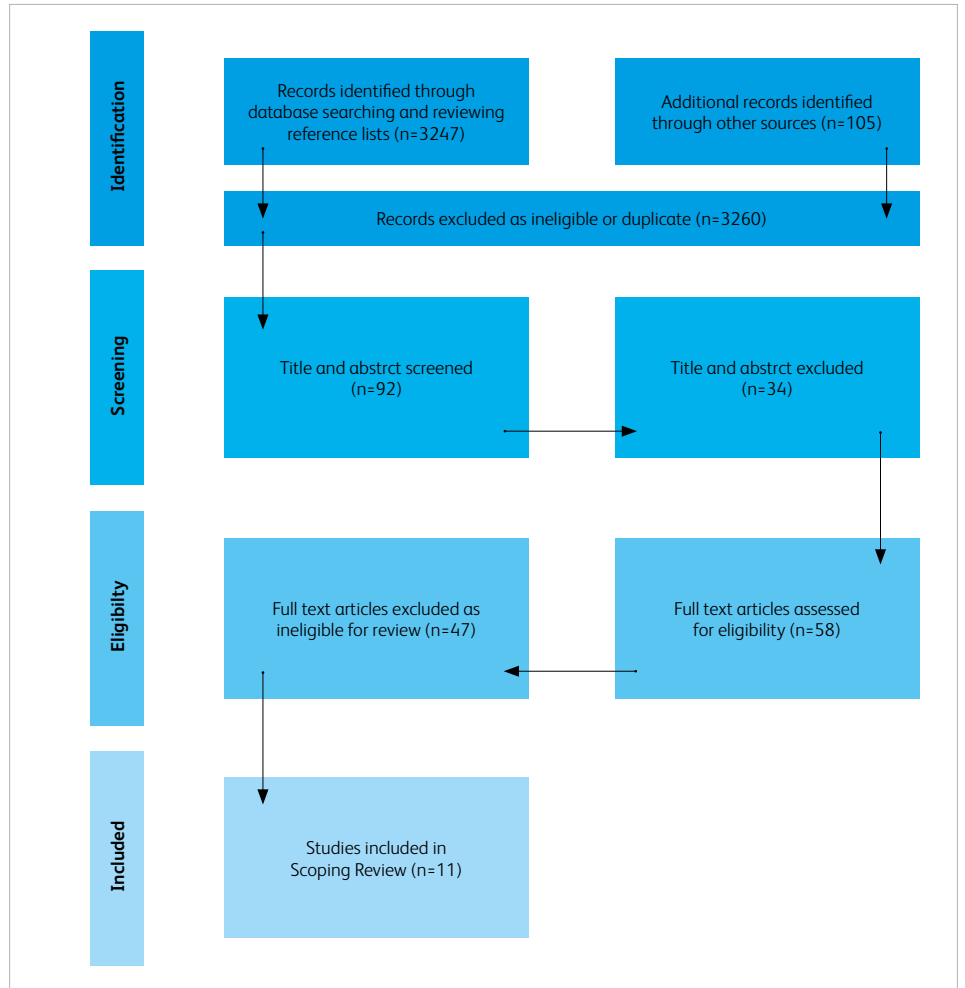 Identification
Records identified through
database searching and reviewing
reference lists (n=3247)
Additional records identified
through other sources (n=105)
Records excluded as ineligible or duplicate (n=3260)
Screening
Title and abstrct screened
(n=92)
Title and abstrct excluded
(n=34)
Eligibilty
Full text articles excluded as
ineligible for review (n=47)
Full text articles assessed
for eligibility (n=58)
Included
Studies included in
Scoping Review (n=11)